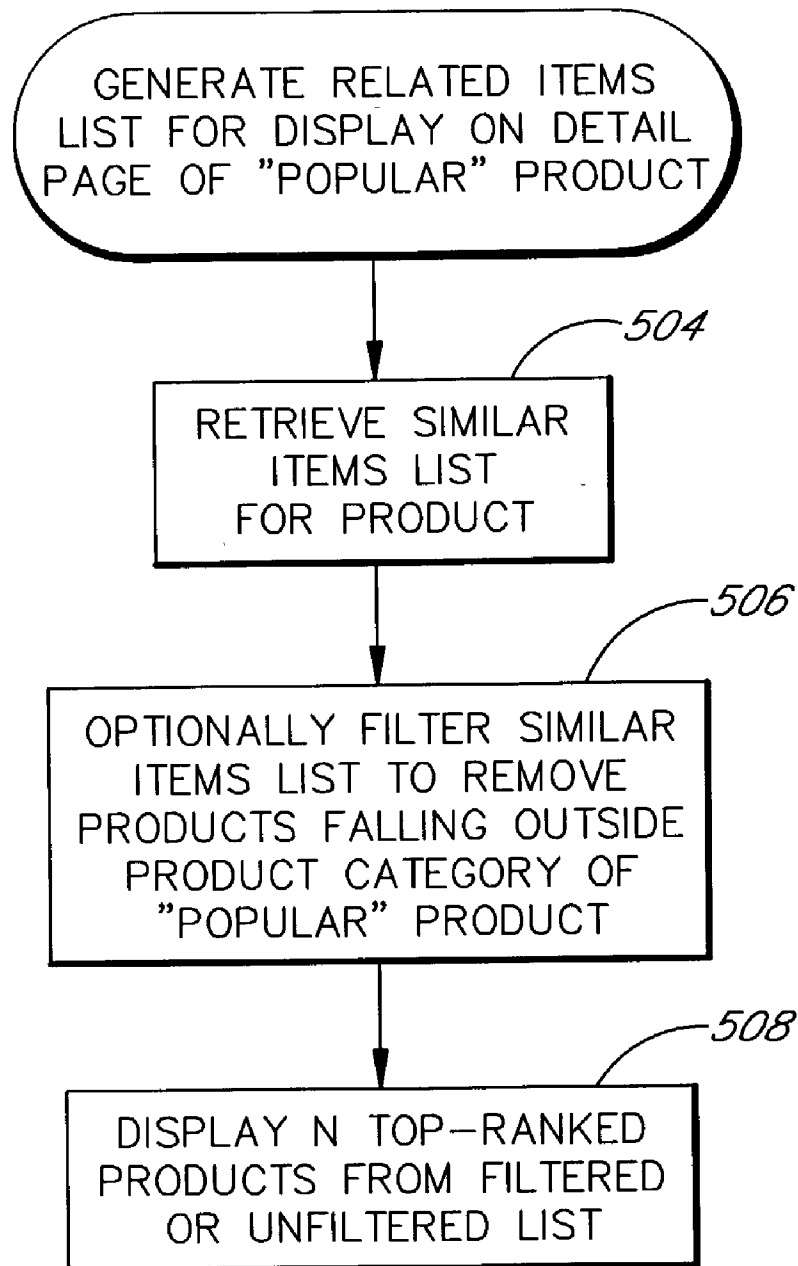 GENERATE RELATED ITEMS
LIST FOR DISPLAY ON DETAIL
PAGE OF "POPULAR" PRODUCT
504
RETRIEVE SIMILAR
ITEMS LIST
FOR PRODUCT
506
OPTIONALLY FILTER SIMILAR
ITEMS LIST TO REMOVE
PRODUCTS FALLING OUTSIDE
PRODUCT CATEGORY OF
"POPULAR" PRODUCT
508
DISPLAY N TOP-RANKED
PRODUCTS FROM FILTERED
OR UNFILTERED LIST